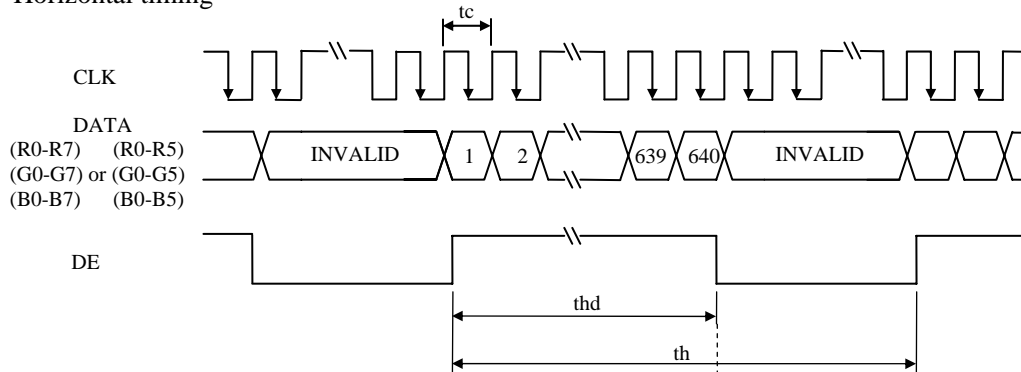 Horizontal timing
tc
CLK
DATA
(R0-R7) (R0-R5)
(G0-G7) or (G0-G5)
(B0-B7) (B0-B5)
INVALID 1 2 639 640 INVALID
DE
thd
th